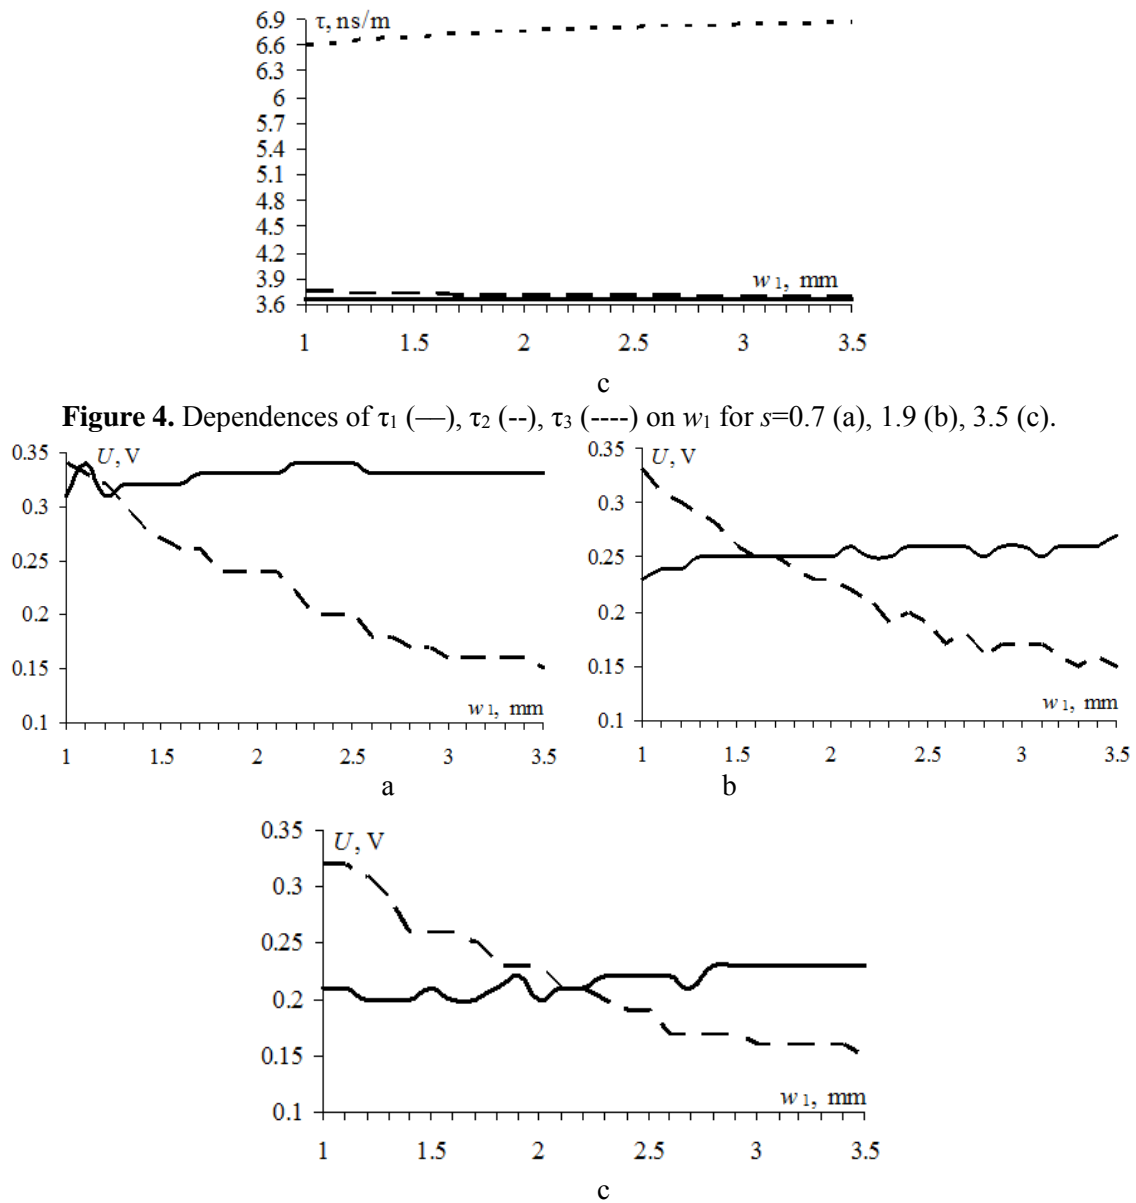 τ, ns/m
6.9
6.6
6.3
6
5.7
5.4
5.1
4.8
4.5
4.2
3.9
3.6
w1, mm
1 1.5 2 2.5 3 3.5
c
Figure 4. Dependences of τ1 (—), τ2 (--), τ3 (----) on w1 for s=0.7 (a), 1.9 (b), 3.5 (c).
U, V
0.35
0.3
0.25
0.2
0.15
0.1
w1, mm
1 1.5 2 2.5 3 3.5
a
U, V
0.35
0.3
0.25
0.2
0.15
0.1
w1, mm
1 1.5 2 2.5 3 3.5
b
U, V
0.35
0.3
0.25
0.2
0.15
0.1
w1, mm
1 1.5 2 2.5 3 3.5
c